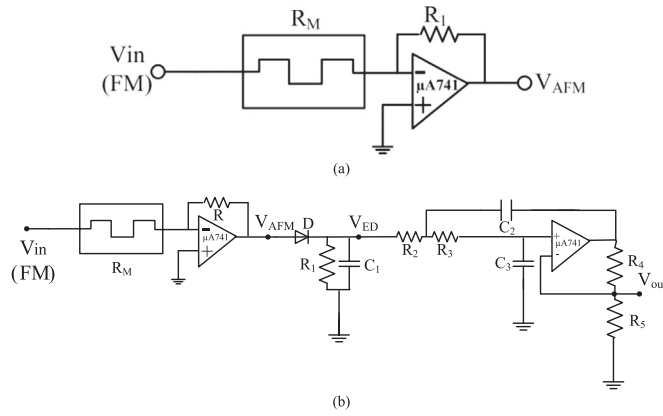 R_M
R_1
Vin
(FM)
μA741
V_AFM
(a)
R
V_AFM
D
V_ED
C_2
Vin
(FM)
R_M
μA741
R_1
C_1
R_2
R_3
C_3
μA741
R_4
V_ou
R_5
(b)